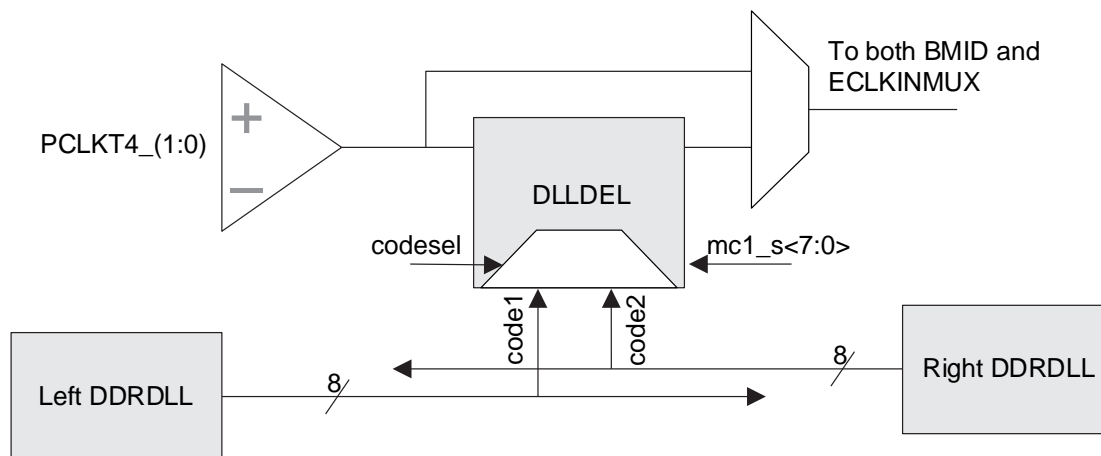 To both BMID and
ECLKINMUX
+
PCLKT4_(1:0)
−
DLLDEL
codesel
mc1_s<7:0>
code1
code2
8
Right DDRDLL
8
Left DDRDLL